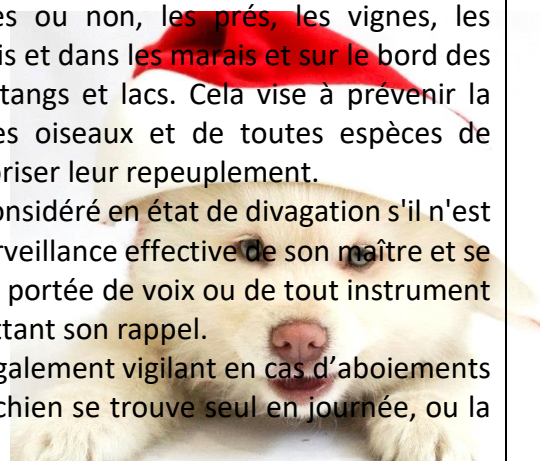 es ou non, les prés, les vignes, les
is et dans les marais et sur le bord des
tangs et lacs. Cela vise à prévenir la
es oiseaux et de toutes espèces de
oriser leur repeuplement.
onsidéré en état de divagation s'il n'est
rveillance effective de son maître et se
portée de voix ou de tout instrument
ttant son rappel.
galement vigilant en cas d’aboiements
chien se trouve seul en journée, ou la